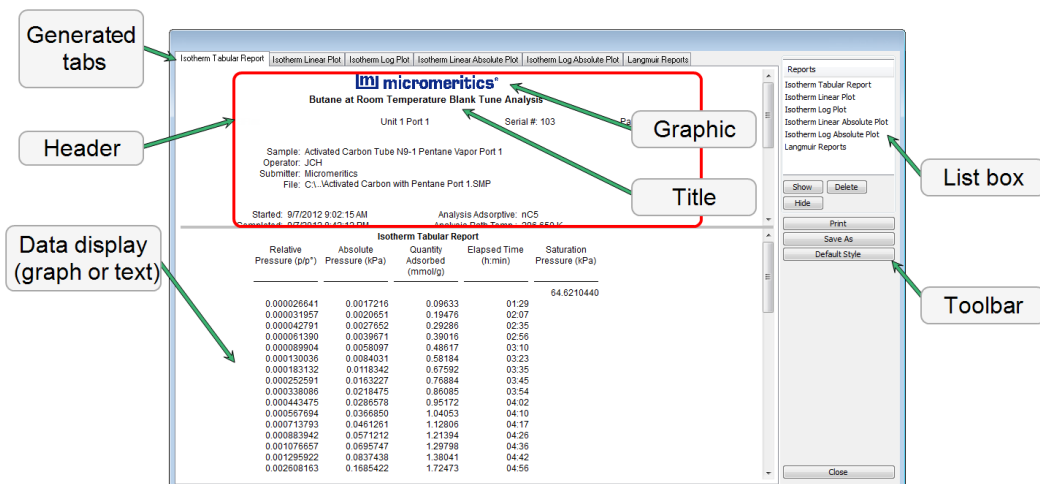 Generated
tabs
Header
Data display
(graph or text)
Isotherm Tabular Report Isotherm Linear Plot Isotherm Log Plot Isotherm Linear Absolute Plot Isotherm Log Absolute Plot Langmuir Reports
micromeritics®
Butane at Room Temperature Blank Tune Analysis
Unit 1 Port 1 Serial #: 103
Sample: Activated Carbon Tube N9-1 Pentane Vapor Port 1
Operator: JCH
Submitter: Micromeritics
File: C:\...\Activated Carbon with Pentane Port 1.SMP
Started: 9/7/2012 9:02:15 AM Analysis Adsorptive: nC5
Isotherm Tabular Report
Relative Absolute Quantity Elapsed Time Saturation
Pressure (p/p°) Pressure (kPa) Adsorbed (h:min) Pressure (kPa)
(mmol/g)
64.6210440
0.000026641 0.0017216 0.09633 01:29
0.000031957 0.0020651 0.19476 02:07
0.000042791 0.0027652 0.29286 02:35
0.000061390 0.0039671 0.39016 02:56
0.000089904 0.0058097 0.48617 03:10
0.000130036 0.0084031 0.58184 03:23
0.000183132 0.0118342 0.67592 03:35
0.000252591 0.0163227 0.76884 03:45
0.000338086 0.0218475 0.86085 03:54
0.000443475 0.0286578 0.95172 04:02
0.000567694 0.0366850 1.04053 04:10
0.000713793 0.0461261 1.12806 04:17
0.000883942 0.0571212 1.21394 04:26
0.001076657 0.0695747 1.29798 04:36
0.001295922 0.0837438 1.38041 04:42
0.002608163 0.1685422 1.72473 04:56
Graphic
Title
Reports
Isotherm Tabular Report
Isotherm Linear Plot
Isotherm Log Plot
Isotherm Linear Absolute Plot
Isotherm Log Absolute Plot
Langmuir Reports
Show Delete
Hide
Print
Save As
Default Style
Close
List box
Toolbar